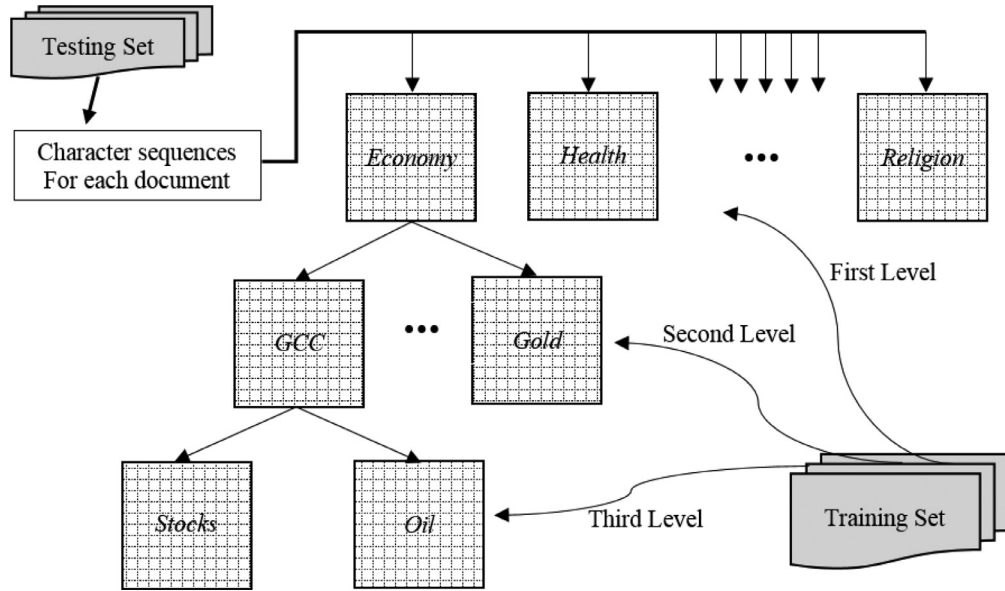 Testing Set
Character sequences
For each document
Economy
Health
...
Religion
First Level
GCC
...
Gold
Second Level
Stocks
Oil
Third Level
Training Set